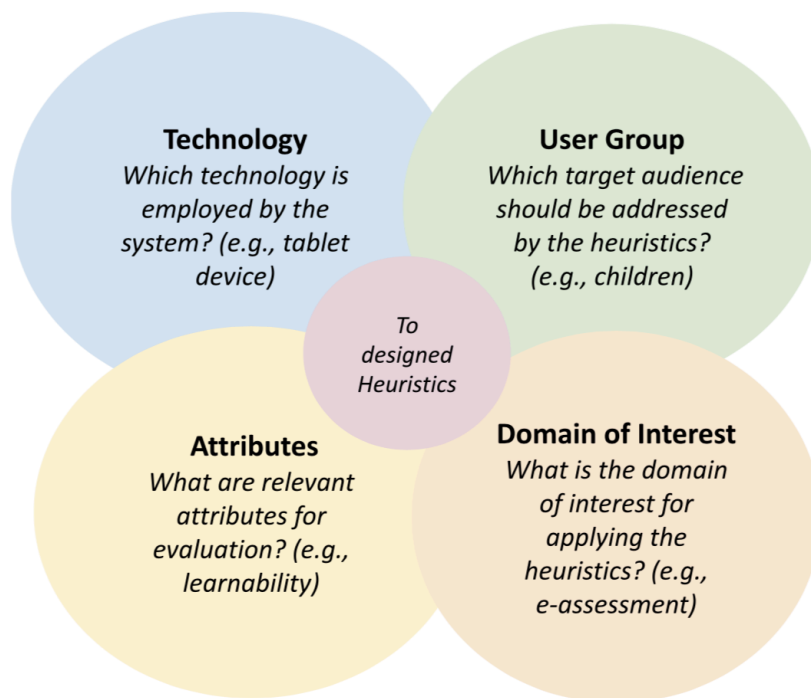 Technology
Which technology is
employed by the
system? (e.g., tablet
device)
User Group
Which target audience
should be addressed
by the heuristics?
(e.g., children)
To
designed
Heuristics
Attributes
What are relevant
attributes for
evaluation? (e.g.,
learnability)
Domain of Interest
What is the domain
of interest for
applying the
heuristics? (e.g.,
e-assessment)